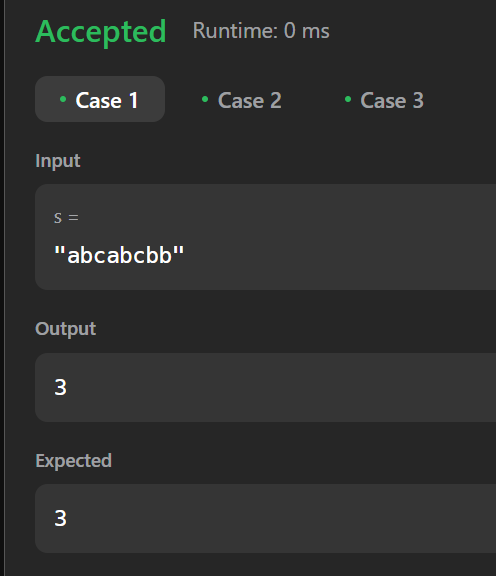 Accepted Runtime: 0 ms
• Case 1 • Case 2 • Case 3
Input
s =
"abcabcbb"
Output
3
Expected
3